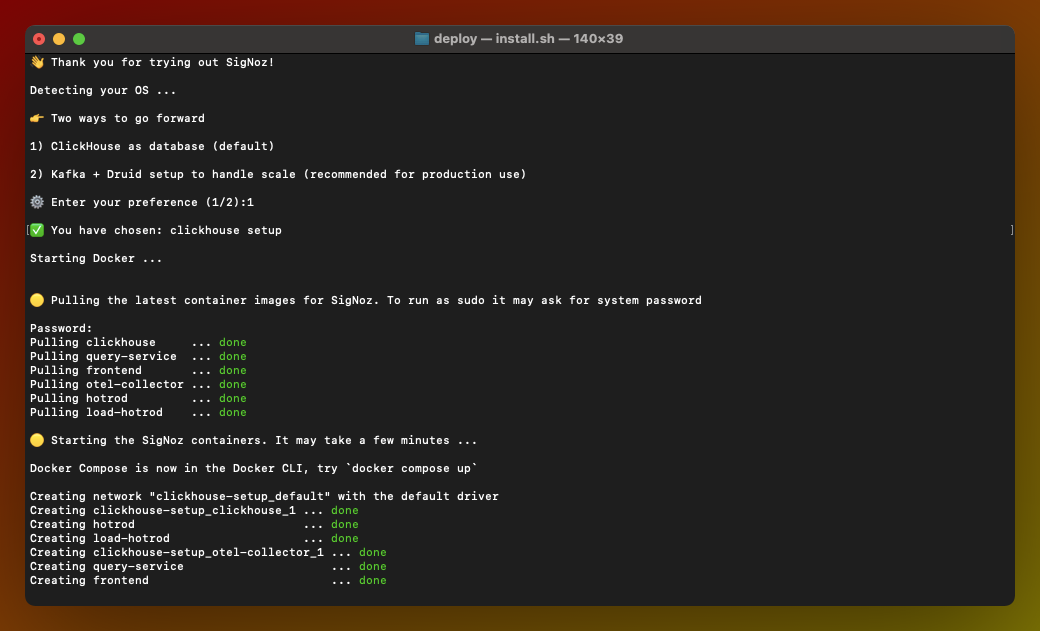 deploy — install.sh — 140×39
👋 Thank you for trying out SigNoz!
Detecting your OS ...
👉 Two ways to go forward
1) ClickHouse as database (default)
2) Kafka + Druid setup to handle scale (recommended for production use)
⚙️ Enter your preference (1/2):1
[✅ You have chosen: clickhouse setup ]
Starting Docker ...
🟡 Pulling the latest container images for SigNoz. To run as sudo it may ask for system password
Password:
Pulling clickhouse     ... done
Pulling query-service  ... done
Pulling frontend       ... done
Pulling otel-collector ... done
Pulling hotrod         ... done
Pulling load-hotrod    ... done
🟡 Starting the SigNoz containers. It may take a few minutes ...
Docker Compose is now in the Docker CLI, try `docker compose up`
Creating network "clickhouse-setup_default" with the default driver
Creating clickhouse-setup_clickhouse_1 ... done
Creating hotrod                        ... done
Creating load-hotrod                   ... done
Creating clickhouse-setup_otel-collector_1 ... done
Creating query-service                     ... done
Creating frontend                          ... done